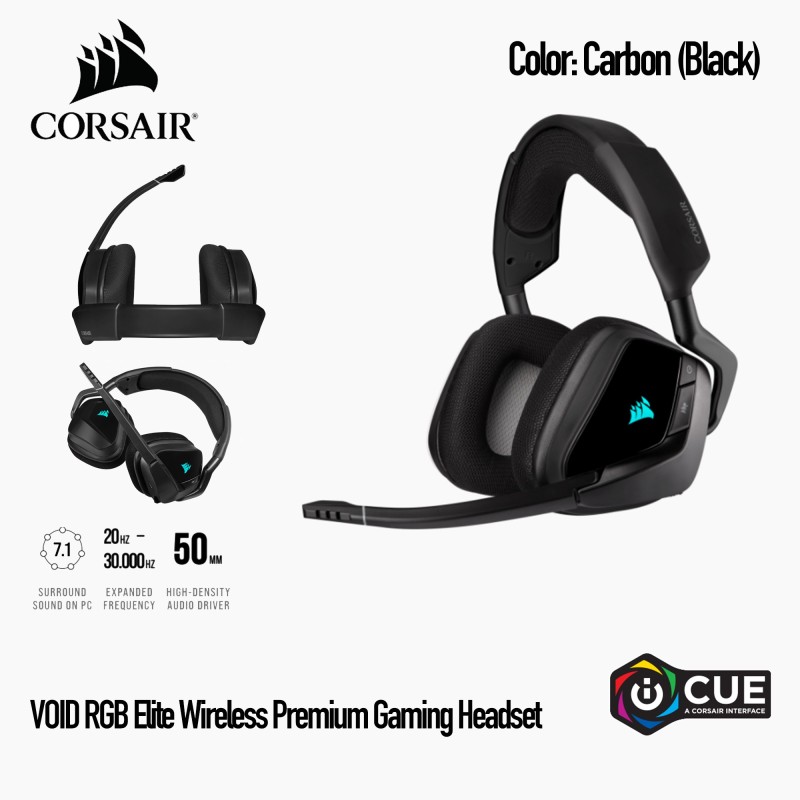 CORSAIR®
Color: Carbon (Black)
CORSAIR
7.1
SURROUND
SOUND ON PC
20HZ –
30.000HZ
EXPANDED
FREQUENCY
50MM
HIGH-DENSITY
AUDIO DRIVER
VOID RGB Elite Wireless Premium Gaming Headset
iCUE
A CORSAIR INTERFACE